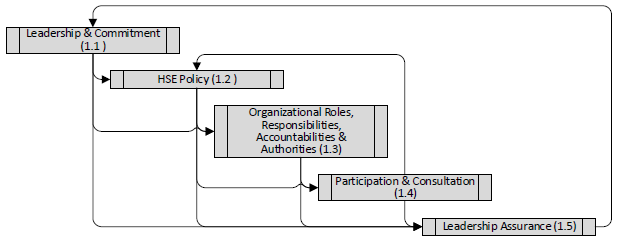 Leadership & Commitment
(1.1 )
HSE Policy (1.2 )
Organizational Roles,
Responsibilities,
Accountabilities &
Authorities (1.3)
Participation & Consultation
(1.4)
Leadership Assurance (1.5)